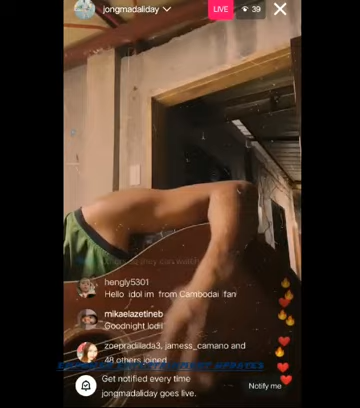 jongmadaliday
LIVE
39
hengly5301
Hello idol im from Cambodai fan
mikaelazetineb
Goodnight lodii
zoepradilada3, jamess_camano and
48 others joined
Get notified every time
jongmadaliday goes live.
Notify me